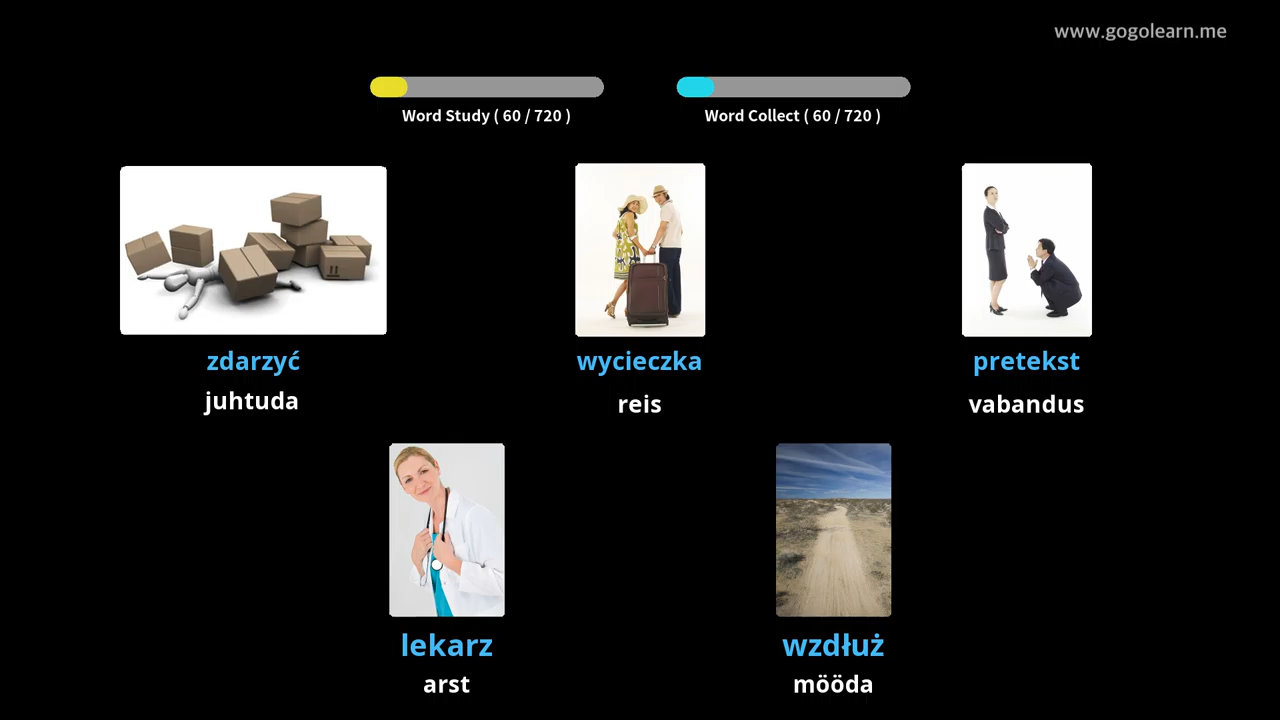 www.gogolearn.me
Word Study ( 60 / 720 )
Word Collect ( 60 / 720 )
zdarzyć
juhtuda
wycieczka
reis
pretekst
vabandus
lekarz
arst
wzdłuż
mööda